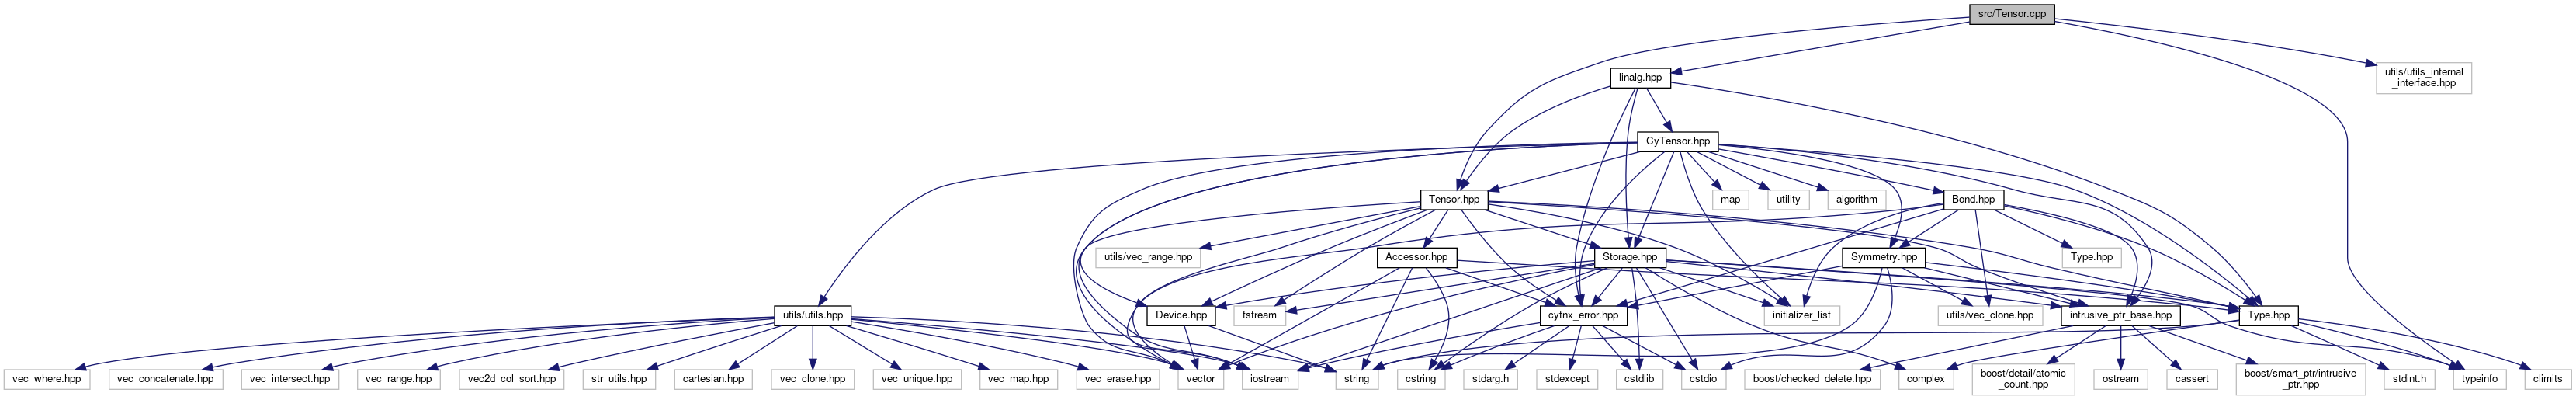 src/Tensor.cpp
utils/utils_internal
_interface.hpp
linalg.hpp
CyTensor.hpp
Tensor.hpp
map
utility
algorithm
Bond.hpp
utils/vec_range.hpp
Accessor.hpp
Storage.hpp
Symmetry.hpp
Type.hpp
utils/utils.hpp
Device.hpp
fstream
cytnx_error.hpp
initializer_list
utils/vec_clone.hpp
intrusive_ptr_base.hpp
Type.hpp
vec_where.hpp
vec_concatenate.hpp
vec_intersect.hpp
vec_range.hpp
vec2d_col_sort.hpp
str_utils.hpp
cartesian.hpp
vec_clone.hpp
vec_unique.hpp
vec_map.hpp
vec_erase.hpp
vector
iostream
string
cstring
stdarg.h
stdexcept
cstdlib
cstdio
boost/checked_delete.hpp
complex
boost/detail/atomic
_count.hpp
ostream
cassert
boost/smart_ptr/intrusive
_ptr.hpp
stdint.h
typeinfo
climits